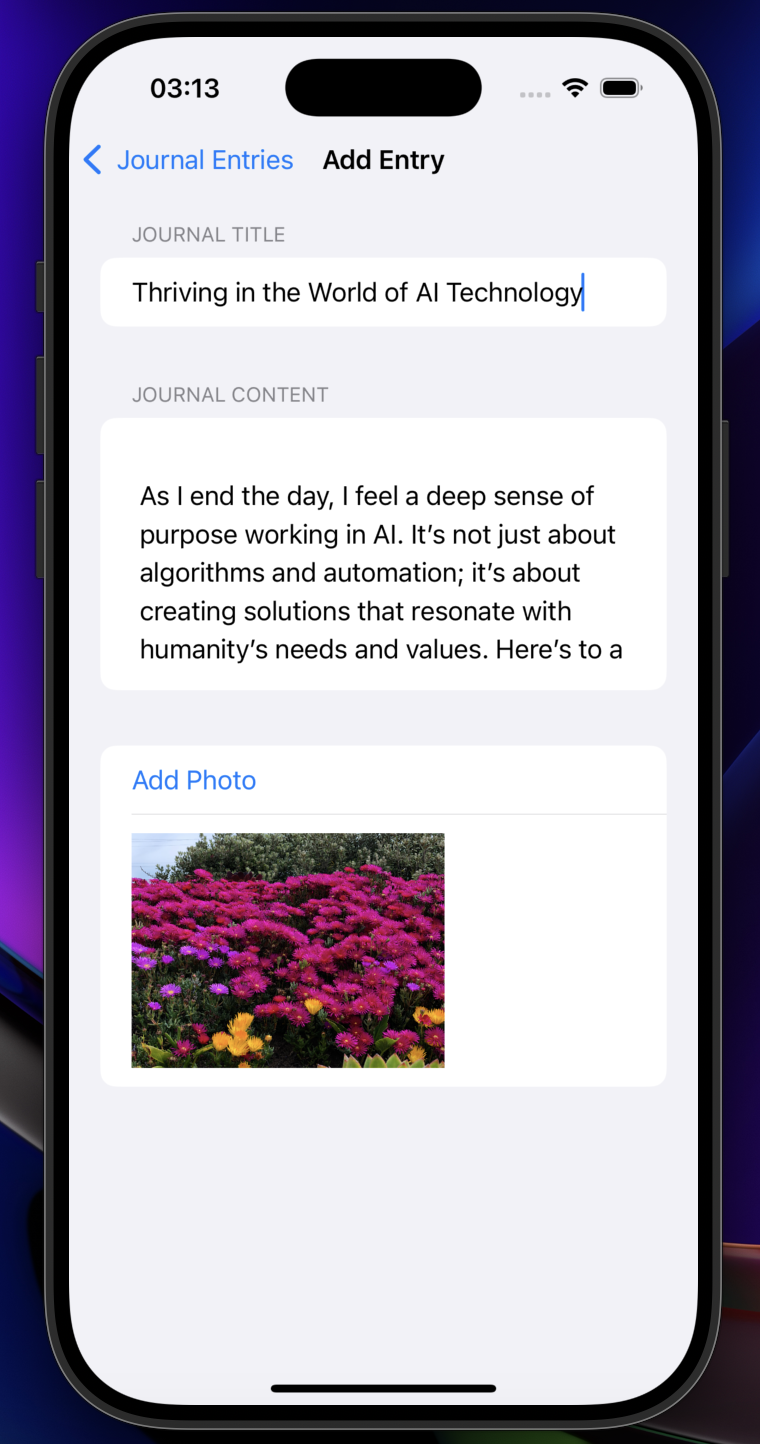 03:13
Journal Entries Add Entry
JOURNAL TITLE
Thriving in the World of AI Technology
JOURNAL CONTENT
As I end the day, I feel a deep sense of
purpose working in AI. It’s not just about
algorithms and automation; it’s about
creating solutions that resonate with
humanity’s needs and values. Here’s to a
Add Photo